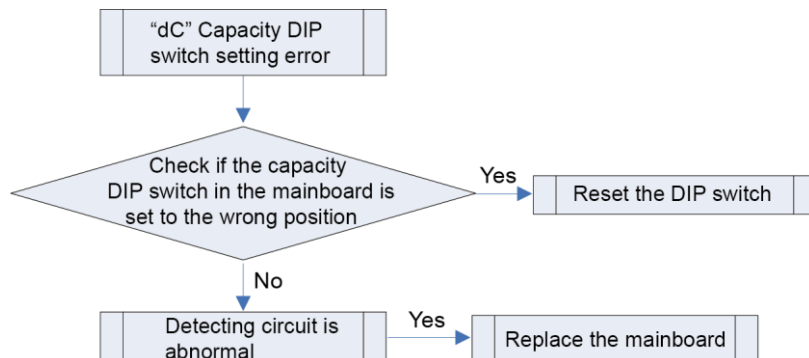 “dC” Capacity DIP
switch setting error
Check if the capacity
DIP switch in the mainboard is
set to the wrong position
Yes
Reset the DIP switch
No
Detecting circuit is
abnormal
Yes
Replace the mainboard